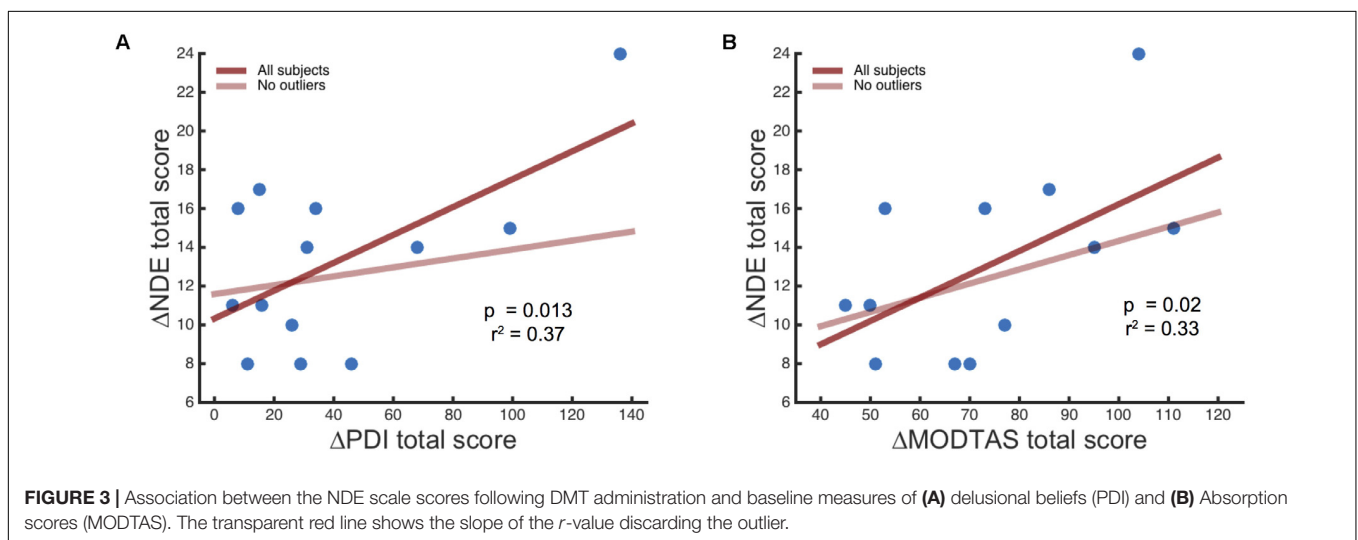 A
24
22
20
18
16
14
12
10
8
6
ΔNDE total score
All subjects
No outliers
p = 0.013
r² = 0.37
0 20 40 60 80 100 120 140
ΔPDI total score
B
24
22
20
18
16
14
12
10
8
6
ΔNDE total score
All subjects
No outliers
p = 0.02
r² = 0.33
40 50 60 70 80 90 100 110 120
ΔMODTAS total score
FIGURE 3 | Association between the NDE scale scores following DMT administration and baseline measures of (A) delusional beliefs (PDI) and (B) Absorption
scores (MODTAS). The transparent red line shows the slope of the r-value discarding the outlier.